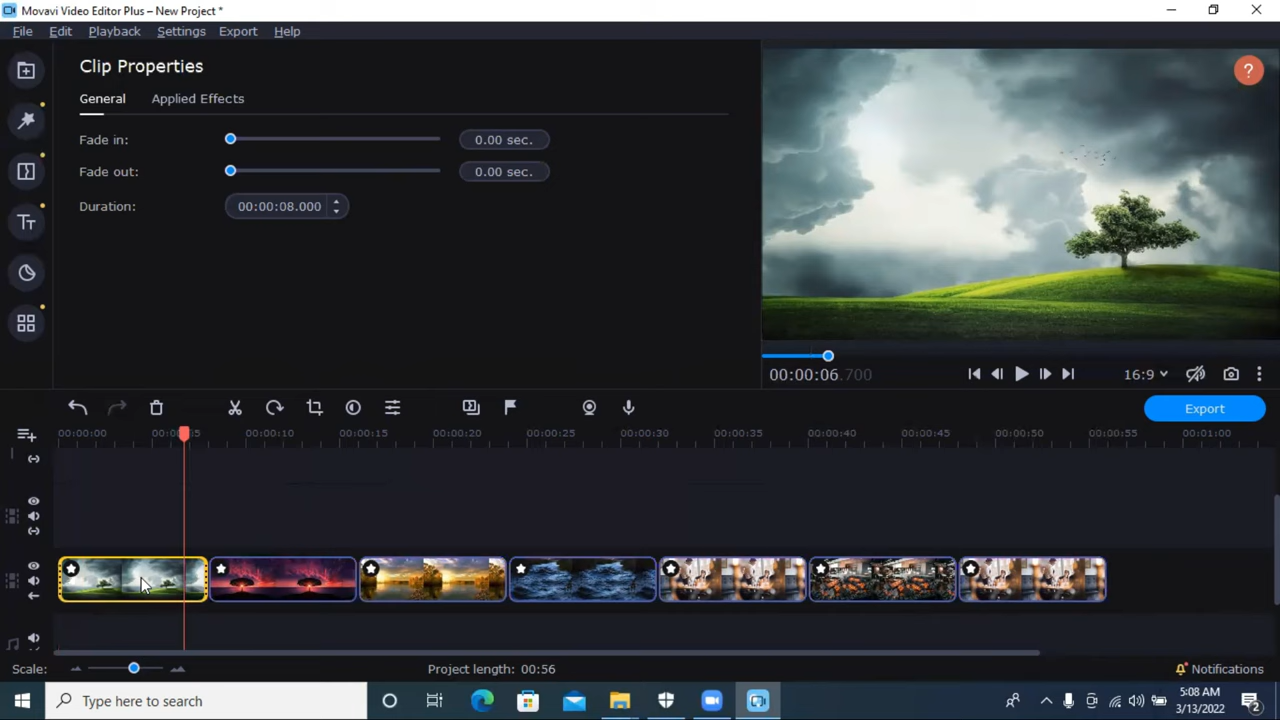 Movavi Video Editor Plus – New Project *
File Edit Playback Settings Export Help
Clip Properties
General Applied Effects
Fade in: 0.00 sec.
Fade out: 0.00 sec.
Duration: 00:00:08.000
?
00:00:06.700
16:9
Export
00:00:00 00:00:10 00:00:15 00:00:20 00:00:25 00:00:30 00:00:35 00:00:40 00:00:45 00:00:50 00:00:55 00:01:00
Scale:
Project length: 00:56
Notifications
Type here to search
5:08 AM
3/13/2022
2